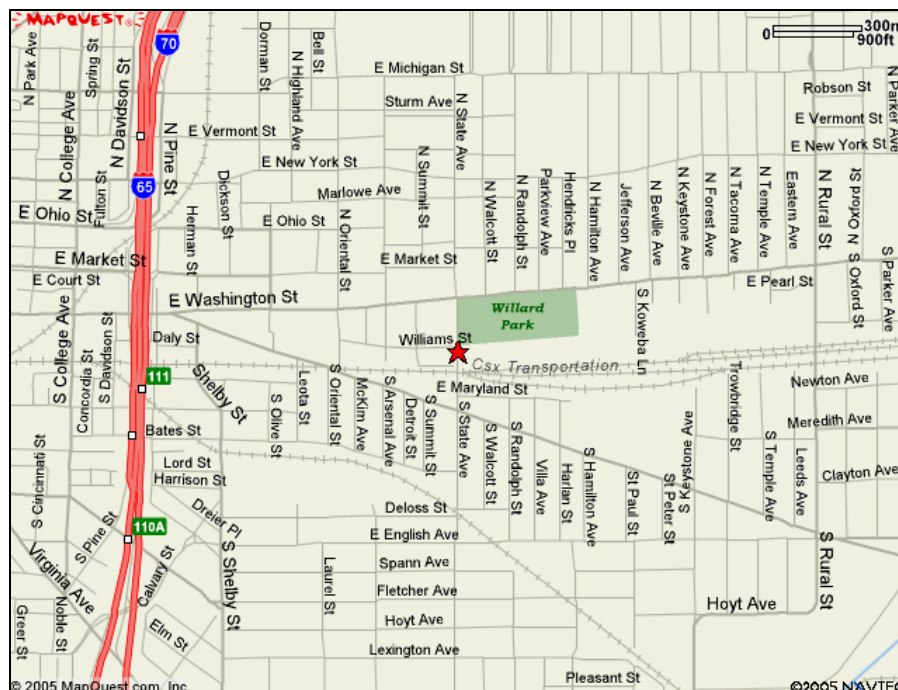 MAPQUEST
300m
900ft
0
70
N Park Ave
Spring St
N Davidson St
Dorman St
N Highland Ave
Bell St
E Michigan St
Sturm Ave
N State Ave
Robson St
N Parker Ave
E Vermont St
E Vermont St
E New York St
E New York St
N College Ave
N Pine St
65
Fulton St
Dickson St
Herman St
Marlowe Ave
N Summit St
N Oriental St
N Walcott St
N Randolph St
Parkview Ave
Hendricks Pl
N Hamilton Ave
Jefferson Ave
N Beville Ave
N Keystone Ave
N Forest Ave
N Tacoma Ave
N Temple Ave
Eastern Ave
N Rural St
N Oxford St
E Ohio St
E Ohio St
E Market St
E Market St
E Court St
E Pearl St
S Oxford St
S Parker Ave
E Washington St
Willard
Park
S Koweba Ln
Williams St
Daly St
S College Ave
S Davidson St
Concordia St
111
Csx Transportation
E Maryland St
Shelby St
Leota St
S Olive St
S Oriental St
McKim Ave
S Arsenal Ave
Detroit St
S Summit St
S State Ave
S Walcott St
S Randolph St
Villa Ave
Harlan St
S Hamilton Ave
St Paul St
St Peter St
S Keystone Ave
Trowbridge St
S Temple Ave
Leeds Ave
Newton Ave
Meredith Ave
Clayton Ave
Bates St
Lord St
Harrison St
S Cincinnati St
Dreier Pl
110A
S Pine St
Virginia Ave
Calvary St
S Shelby St
Deloss St
E English Ave
Spann Ave
Fletcher Ave
Laurel St
Hoyt Ave
Hoyt Ave
S Rural St
Greer St
Noble St
Elm St
Lexington Ave
Pleasant St
© 2005 MapQuest.com, Inc.
©2005 NAVTEQ